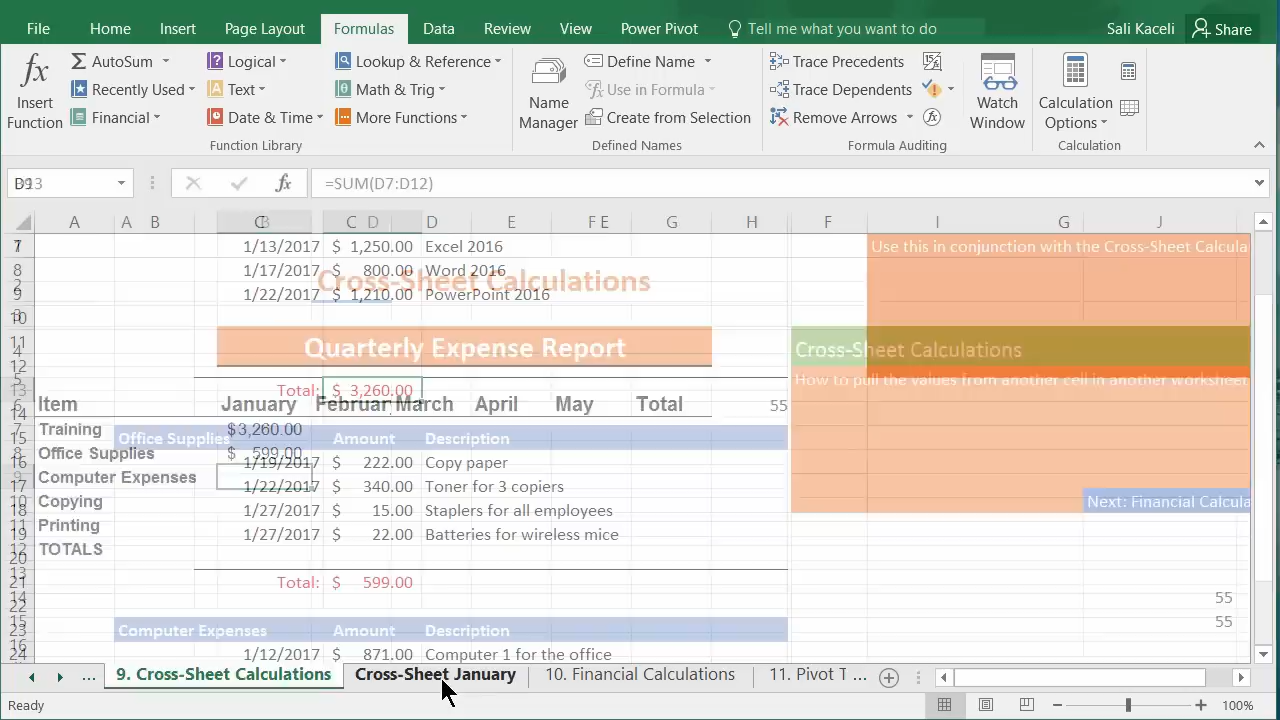 File Home Insert Page Layout Formulas Data Review View Power Pivot Tell me what you want to do Sali Kaceli Share
fx Insert Function
AutoSum
Recently Used
Financial
Logical
Text
Date & Time
Lookup & Reference
Math & Trig
More Functions
Function Library
Name Manager
Define Name
Use in Formula
Create from Selection
Defined Names
Trace Precedents
Trace Dependents
Remove Arrows
Formula Auditing
Watch Window
Calculation Options
Calculation
fx =SUM(D7:D12)
1/13/2017 $ 1,250.00 Excel 2016
Use this in conjunction with the Cross-Sheet Calcula
1/17/2017 $ 800.00 Word 2016
Cross-Sheet Calculations
1/22/2017 $ 1,210.00 PowerPoint 2016
Quarterly Expense Report
Cross-Sheet Calculations
How to pull the values from another cell in another worksheet
Total: $ 3,260.00
Item January Februar March April May Total 55
Training $3,260.00
Office Supplies Amount Description
Office Supplies $ 599.00
1/19/2017 $ 222.00 Copy paper
Computer Expenses
1/22/2017 $ 340.00 Toner for 3 copiers
Copying
Next: Financial Calcula
1/27/2017 $ 15.00 Staplers for all employees
Printing
1/27/2017 $ 22.00 Batteries for wireless mice
TOTALS
Total: $ 599.00
55
55
Computer Expenses Amount Description
1/12/2017 $ 871.00 Computer 1 for the office
... 9. Cross-Sheet Calculations Cross-Sheet January 10. Financial Calculations 11. Pivot T ...
Ready 100%